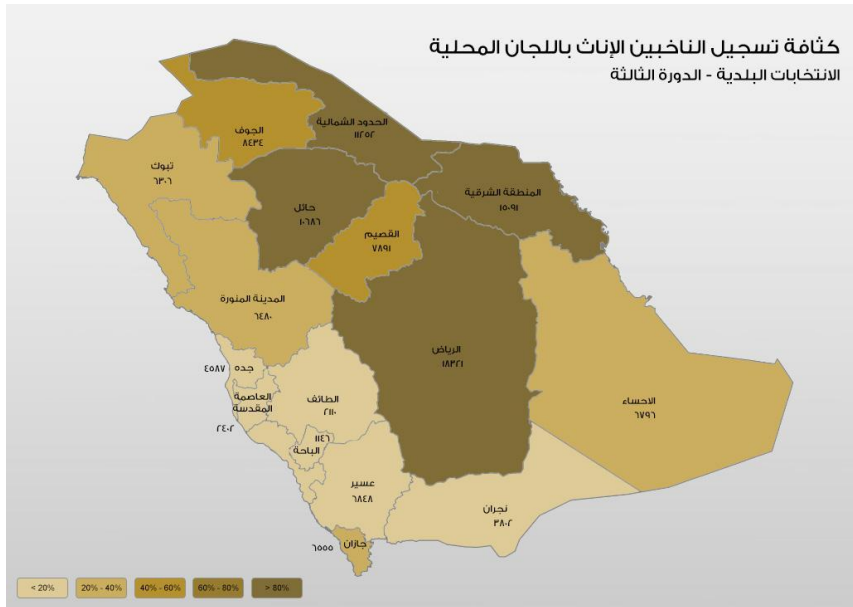 كثافة تسجيل الناخبين الإناث باللجان المحلية
الانتخابات البلدية - الدورة الثالثة
الحدود الشمالية
١١٢٥٢
الجوف
٨٤٣٤
تبوك
٦٣٠٦
المنطقة الشرقية
١٥٠٩١
حائل
١٠٦٨٦
القصيم
٧٨٩١
المدينة المنورة
٦٤٨٠
الرياض
١٨٣٢١
٤٥٨٧ جده
العاصمة
المقدسة
٢٤٠٢
الطائف
٢١١٠
الاحساء
٦٧٩٦
١١٤٦
الباحة
عسير
٦٨٤٨
نجران
٣٨٠٢
جازان
٦٥٥٥
< 20% 20% - 40% 40% - 60% 60% - 80% > 80%